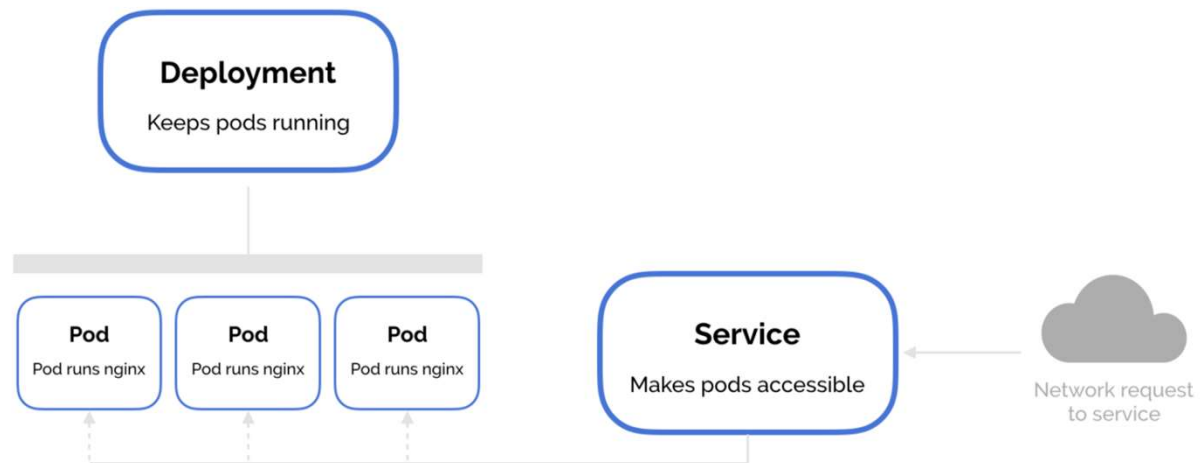 Deployment
Keeps pods running
Pod
Pod runs nginx
Pod
Pod runs nginx
Pod
Pod runs nginx
Service
Makes pods accessible
Network request
to service